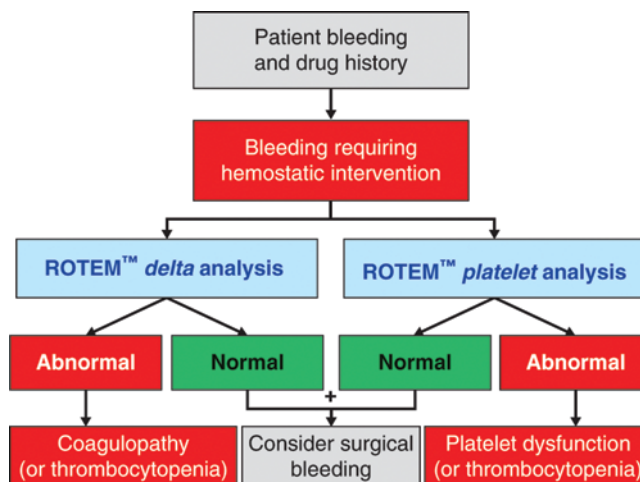 Patient bleeding
and drug history
Bleeding requiring
hemostatic intervention
ROTEM™ delta analysis
ROTEM™ platelet analysis
Abnormal
Normal
Normal
Abnormal
+
Coagulopathy
(or thrombocytopenia)
Consider surgical
bleeding
Platelet dysfunction
(or thrombocytopenia)